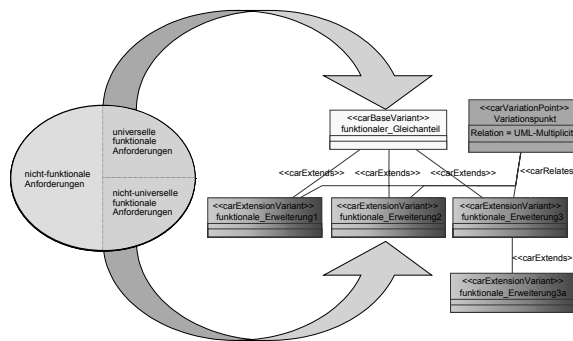 universelle
funktionale
Anforderungen
nicht-funktionale
Anforderungen
nicht-universelle
funktionale
Anforderungen
<<carBaseVariant>>
funktionaler_Gleichanteil
<<carVariationPoint>>
Variationspunkt
Relation = UML-Multiplicit
<<carExtends>>
<<carExtends>>
<<carExtends>>
<<carRelates
<<carExtensionVariant>>
funktionale_Erweiterung1
<<carExtensionVariant>>
funktionale_Erweiterung2
<<carExtensionVariant>>
funktionale_Erweiterung3
<<carExtends>>
<<carExtensionVariant>>
funktionale_Erweiterung3a